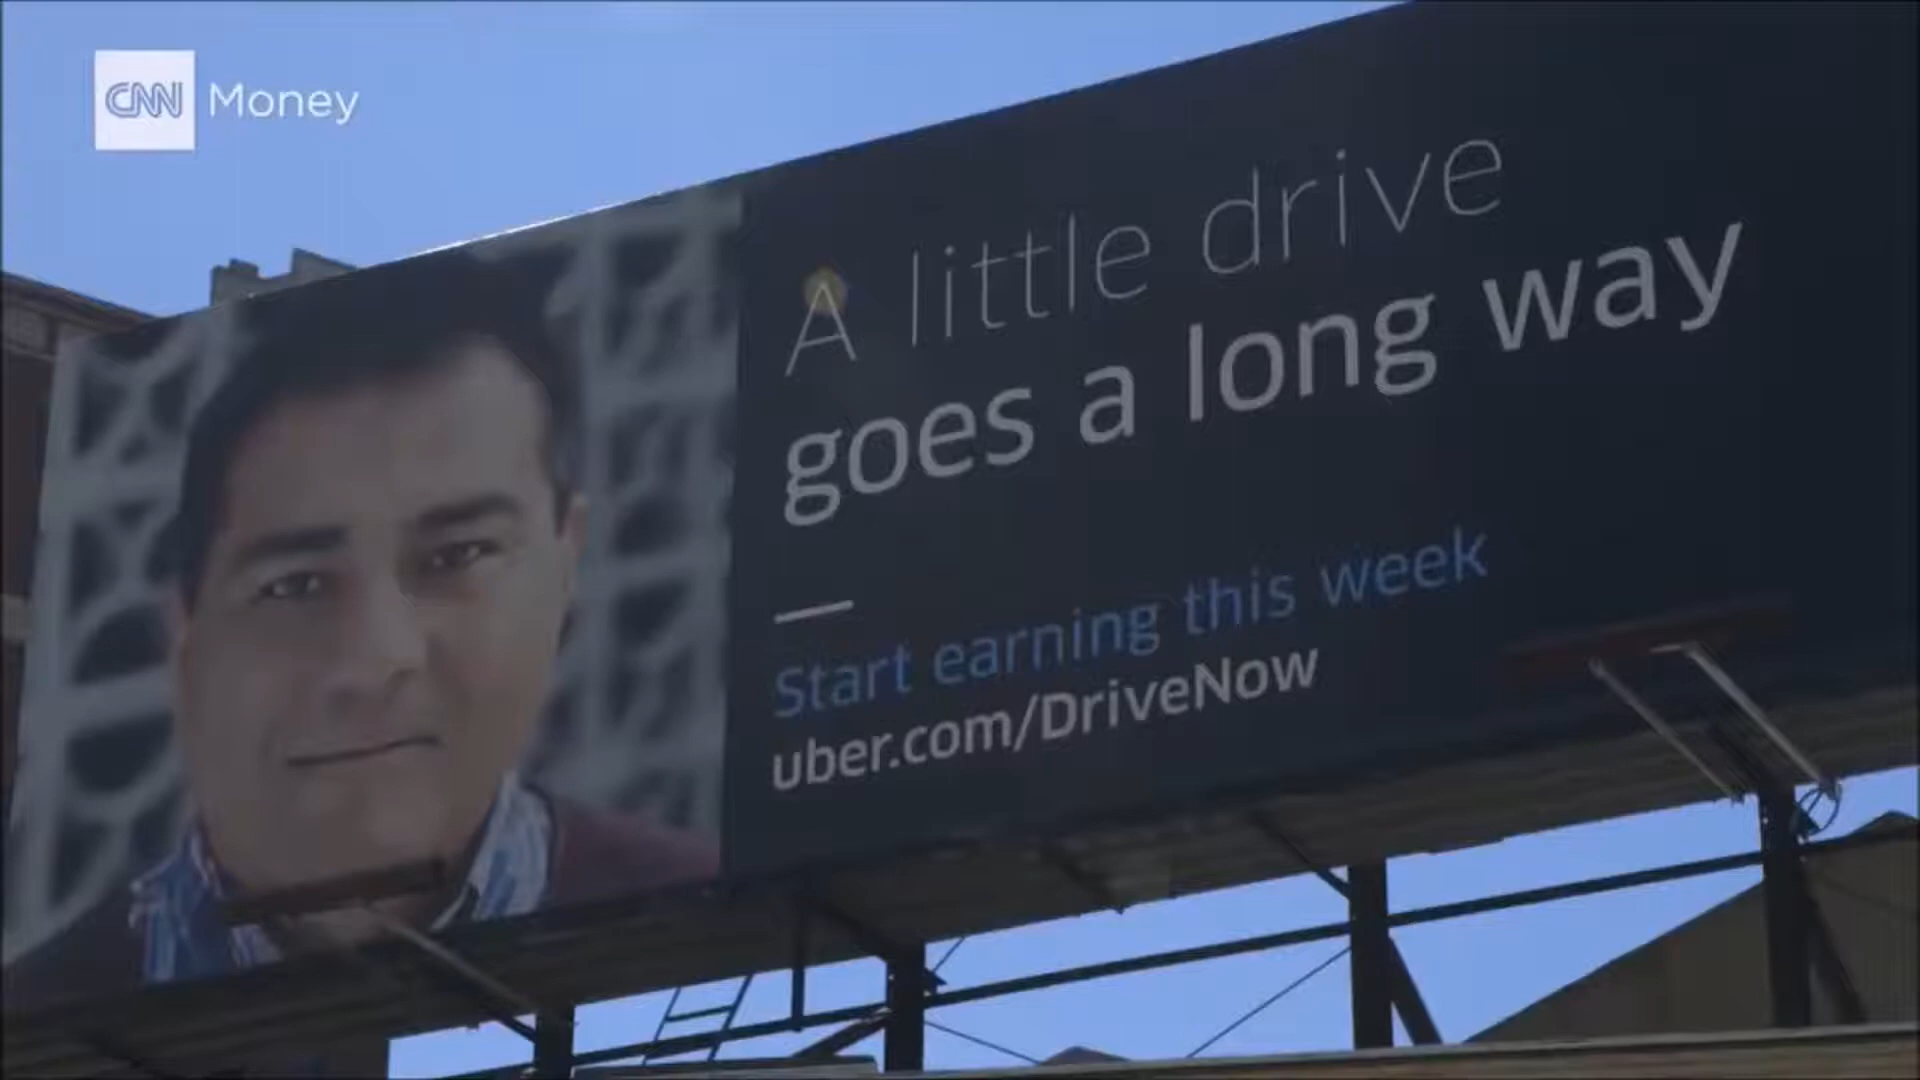 CNN Money
A little drive
goes a long way
Start earning this week
uber.com/DriveNow